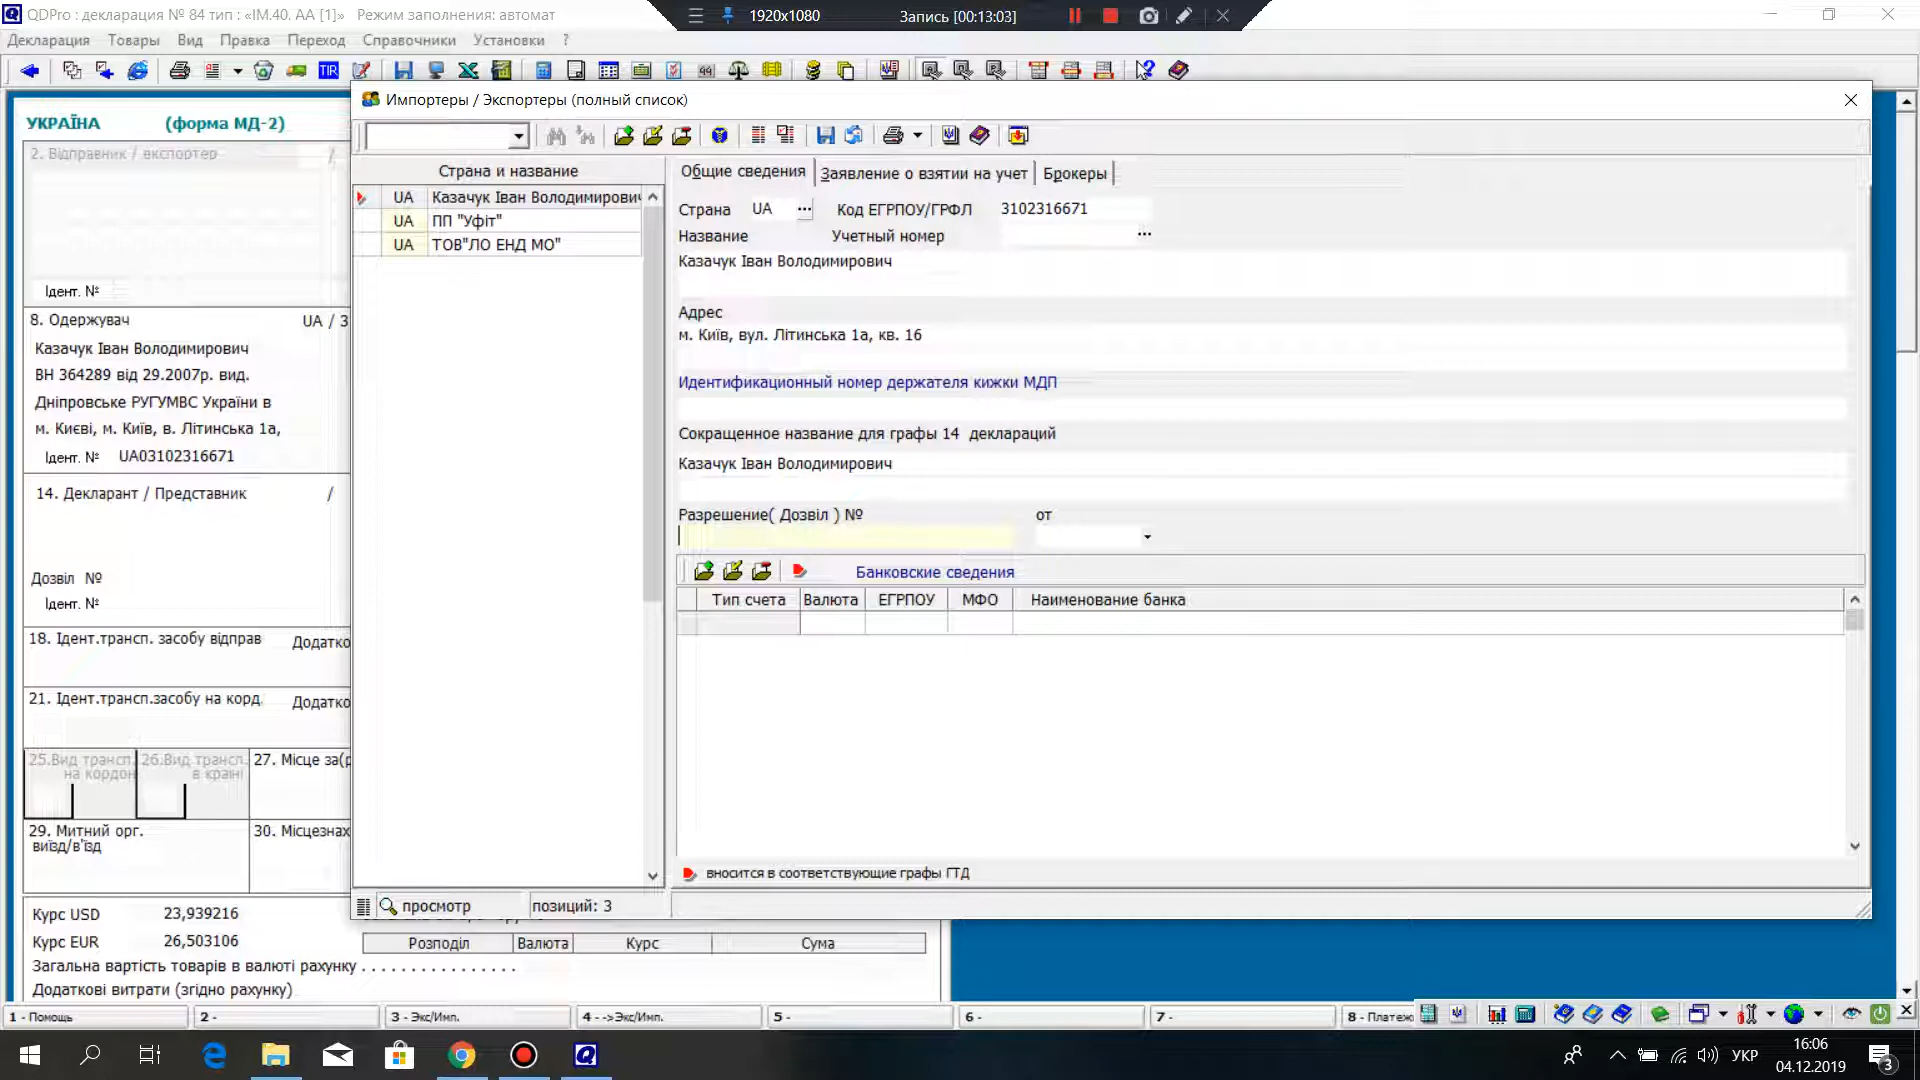 QDPro : декларация № 84 тип : «ІМ.40. АА [1]» Режим заполнения: автомат
1920x1080 Запись [00:13:03]
Декларация Товары Вид Правка Переход Справочники Установки ?
TIR
УКРАЇНА (форма МД-2)
2. Відправник / експортер /
Ідент. №
8. Одержувач UA / 3
Казачук Іван Володимирович
ВН 364289 від 29.2007р. вид.
Дніпровське РУГУМВС України в
м. Києві, м. Київ, в. Літинська 1а,
Ідент. № UA03102316671
14. Декларант / Представник /
Дозвіл №
Ідент. №
18. Ідент.трансп. засобу відправ Додатко
21. Ідент.трансп.засобу на корд. Додатко
25.Вид трансп. на кордон
26.Вид трансп. в країні
27. Місце за(р
29. Митний орг. виїзд/в'їзд
30. Місцезнах
Курс USD 23,939216
Курс EUR 26,503106
Розподіл Валюта Курс Сума
Загальна вартість товарів в валюті рахунку . . . . . . . . . . . . . . .
Додаткові витрати (згідно рахунку)
Импортеры / Экспортеры (полный список)
Страна и название
UA Казачук Іван Володимирович
UA ПП "Уфіт"
UA ТОВ"ЛО ЕНД МО"
Общие сведения Заявление о взятии на учет Брокеры
Страна UA ... Код ЕГРПОУ/ГРФЛ 3102316671
Название Учетный номер ...
Казачук Іван Володимирович
Адрес
м. Київ, вул. Літинська 1а, кв. 16
Идентификационный номер держателя кижки МДП
Сокращенное название для графы 14 деклараций
Казачук Іван Володимирович
Разрешение( Дозвіл ) № от
Банковские сведения
Тип счета Валюта ЕГРПОУ МФО Наименование банка
вносится в соответствующие графы ГТД
просмотр позиций: 3
1 - Помощь 2 - 3 - Экс/Имп. 4 - ->Экс/Имп. 5 - 6 - 7 - 8 - Платежо
УКР
16:06
04.12.2019
3